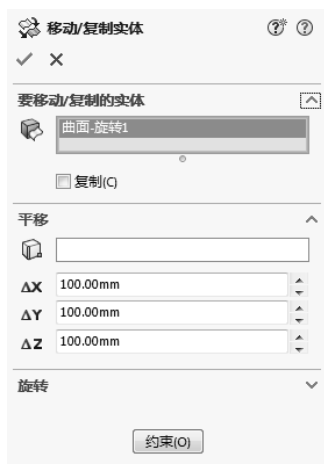 移动/复制实体
要移动/复制的实体
曲面-旋转1
复制(C)
平移
ΔX 100.00mm
ΔY 100.00mm
ΔZ 100.00mm
旋转
约束(O)